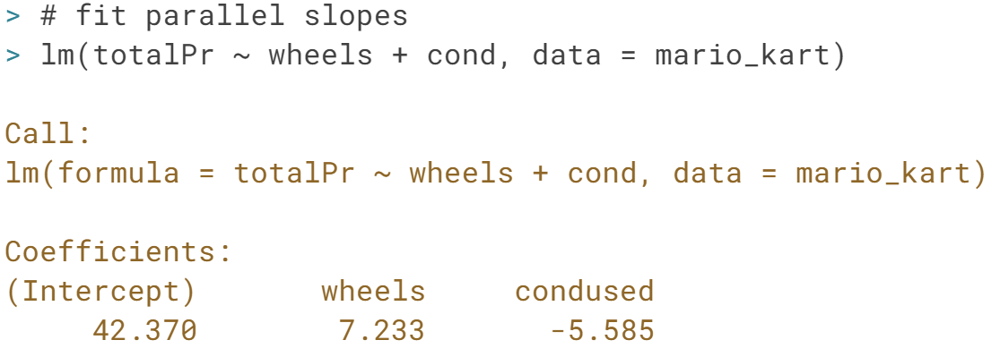 > # fit parallel slopes
> lm(totalPr ~ wheels + cond, data = mario_kart)
Call:
lm(formula = totalPr ~ wheels + cond, data = mario_kart)
Coefficients:
(Intercept)       wheels     condused
     42.370        7.233       -5.585